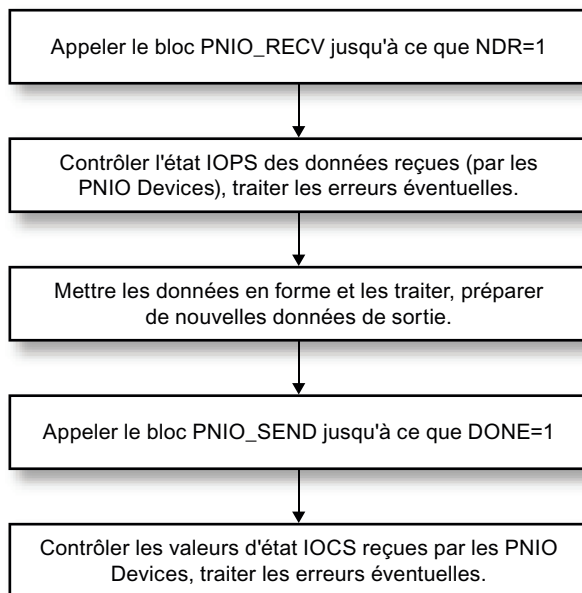 Appeler le bloc PNIO_RECV jusqu'à ce que NDR=1
Contrôler l'état IOPS des données reçues (par les
PNIO Devices), traiter les erreurs éventuelles.
Mettre les données en forme et les traiter, préparer
de nouvelles données de sortie.
Appeler le bloc PNIO_SEND jusqu'à ce que DONE=1
Contrôler les valeurs d'état IOCS reçues par les PNIO
Devices, traiter les erreurs éventuelles.